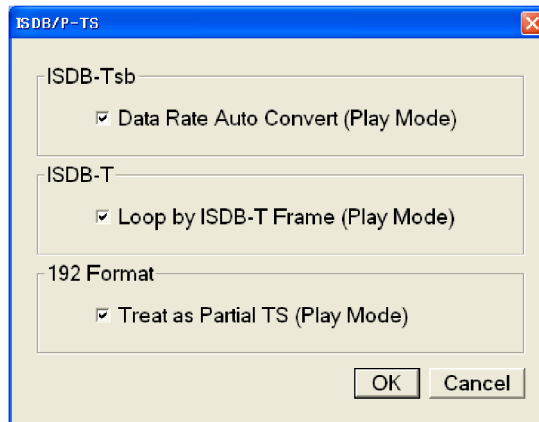 ISDB/P-TS
ISDB-Tsb
Data Rate Auto Convert (Play Mode)
ISDB-T
Loop by ISDB-T Frame (Play Mode)
192 Format
Treat as Partial TS (Play Mode)
OK Cancel